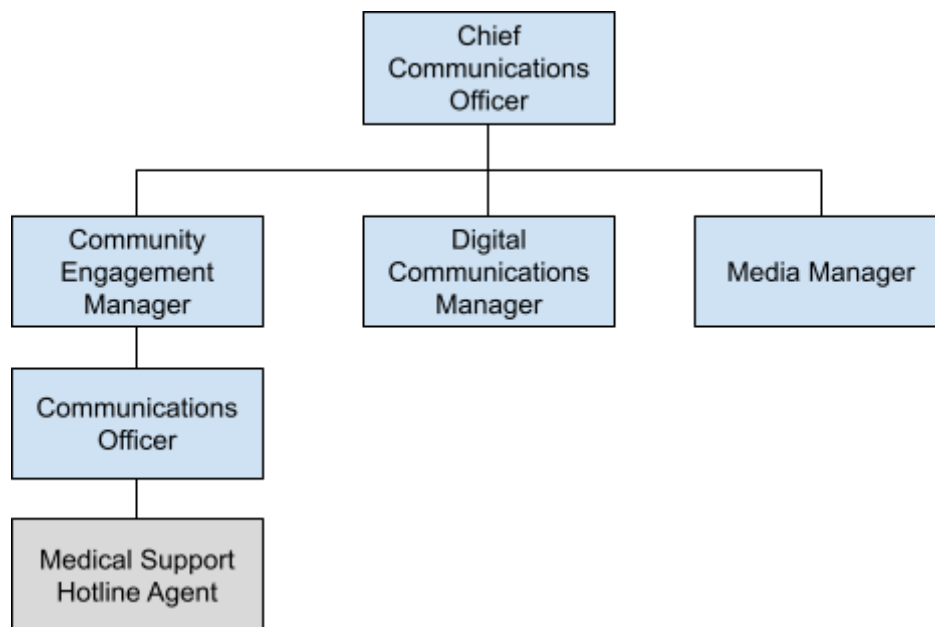 Chief
Communications
Officer
Community
Engagement
Manager
Digital
Communications
Manager
Media Manager
Communications
Officer
Medical Support
Hotline Agent